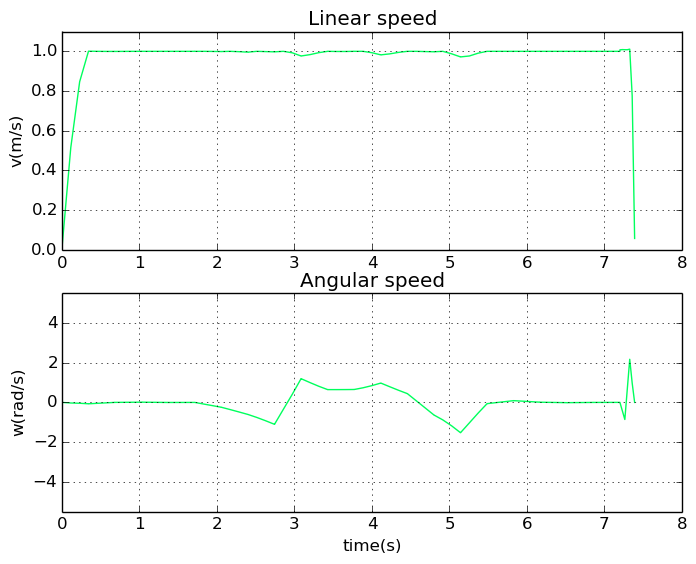 Linear speed
1.0
0.8
0.6
0.4
0.2
0.0
v(m/s)
0 1 2 3 4 5 6 7 8
Angular speed
4
2
0
−2
−4
w(rad/s)
0 1 2 3 4 5 6 7 8
time(s)